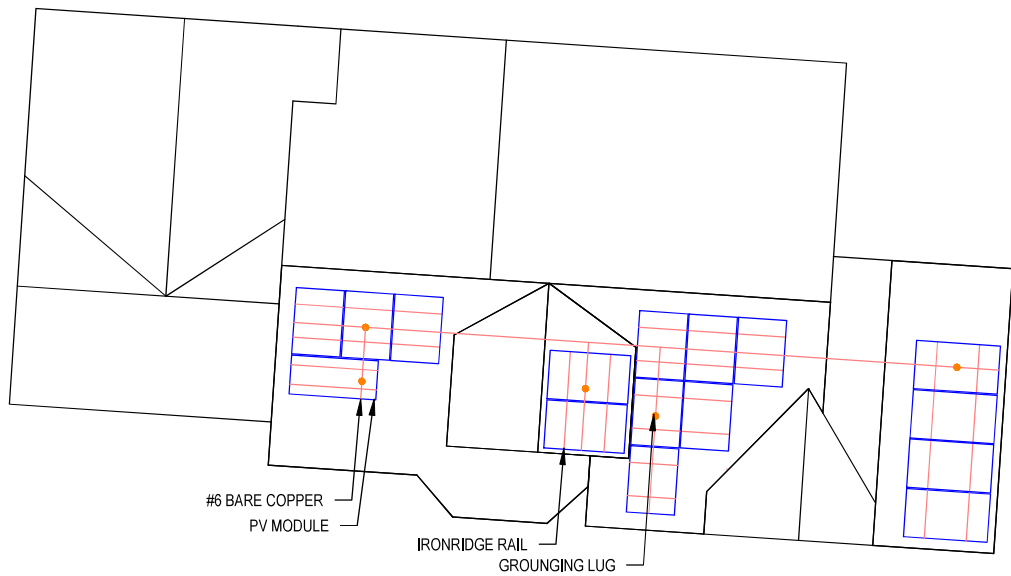 #6 BARE COPPER
PV MODULE
IRONRIDGE RAIL
GROUNGING LUG